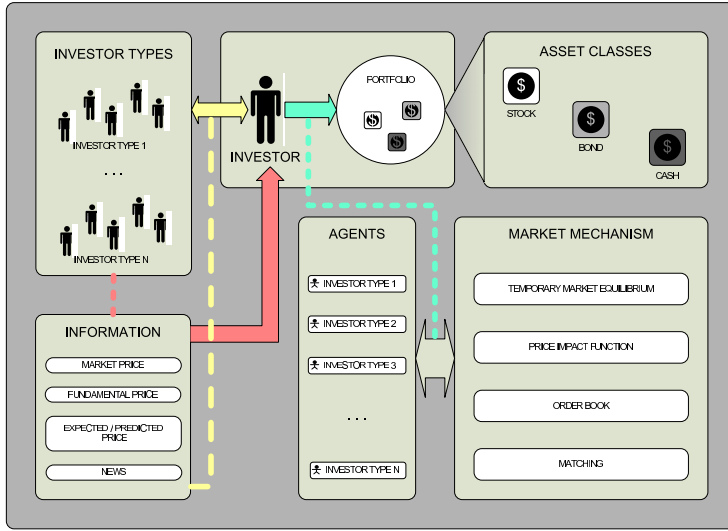 INVESTOR TYPES
INVESTOR TYPE 1
. . .
INVESTOR TYPE N
INVESTOR
PORTFOLIO
$
$
$
ASSET CLASSES
$
STOCK
$
BOND
$
CASH
INFORMATION
MARKET PRICE
FUNDAMENTAL PRICE
EXPECTED / PREDICTED
PRICE
NEWS
AGENTS
INVESTOR TYPE 1
INVESTOR TYPE 2
INVESTOR TYPE 3
. . .
INVESTOR TYPE N
MARKET MECHANISM
TEMPORARY MARKET EQUILIBRIUM
PRICE IMPACT FUNCTION
ORDER BOOK
MATCHING